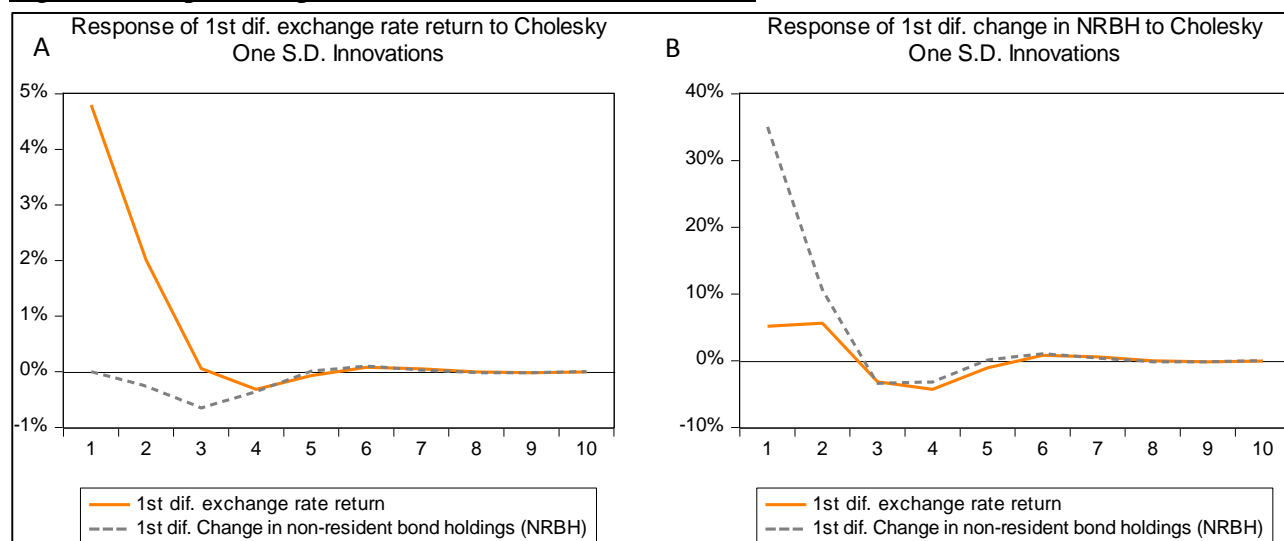 A
Response of 1st dif. exchange rate return to Cholesky
One S.D. Innovations
5%
4%
3%
2%
1%
0%
-1%
1 2 3 4 5 6 7 8 9 10
1st dif. exchange rate return
1st dif. Change in non-resident bond holdings (NRBH)
B
Response of 1st dif. change in NRBH to Cholesky
One S.D. Innovations
40%
30%
20%
10%
0%
-10%
1 2 3 4 5 6 7 8 9 10
1st dif. exchange rate return
1st dif. Change in non-resident bond holdings (NRBH)